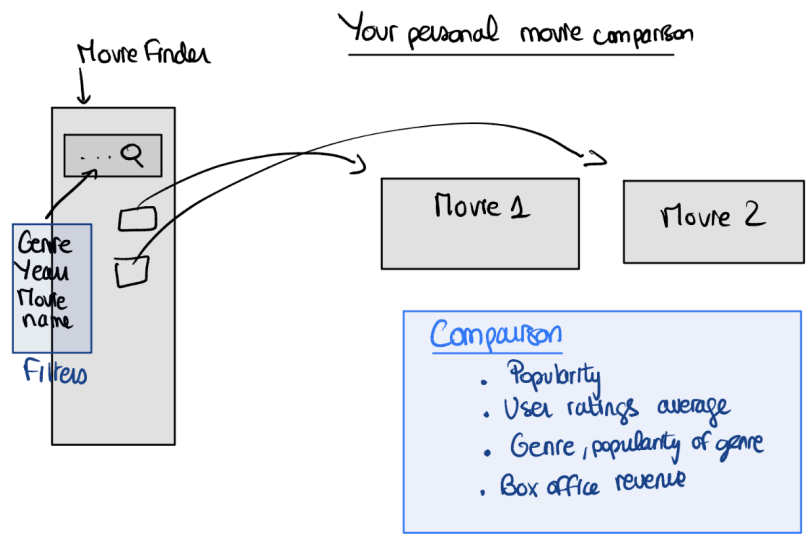 Your personal movie comparison
Movie Finder
...
Movie 1
Movie 2
Genre
Year
Movie
name
Filters
Comparison
. Popularity
. User ratings average
. Genre, popularity of genre
. Box office revenue